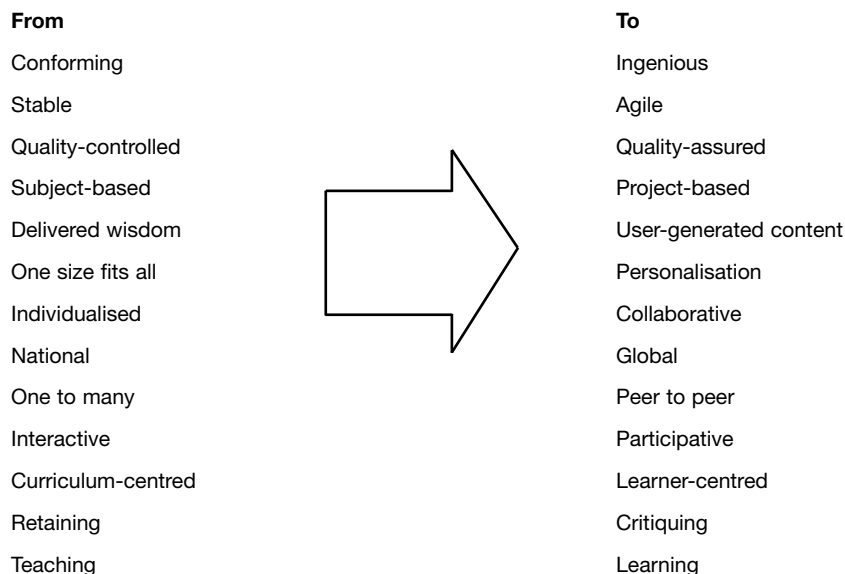 From To
Conforming Ingenious
Stable Agile
Quality-controlled Quality-assured
Subject-based Project-based
Delivered wisdom User-generated content
One size fits all Personalisation
Individualised Collaborative
National Global
One to many Peer to peer
Interactive Participative
Curriculum-centred Learner-centred
Retaining Critiquing
Teaching Learning